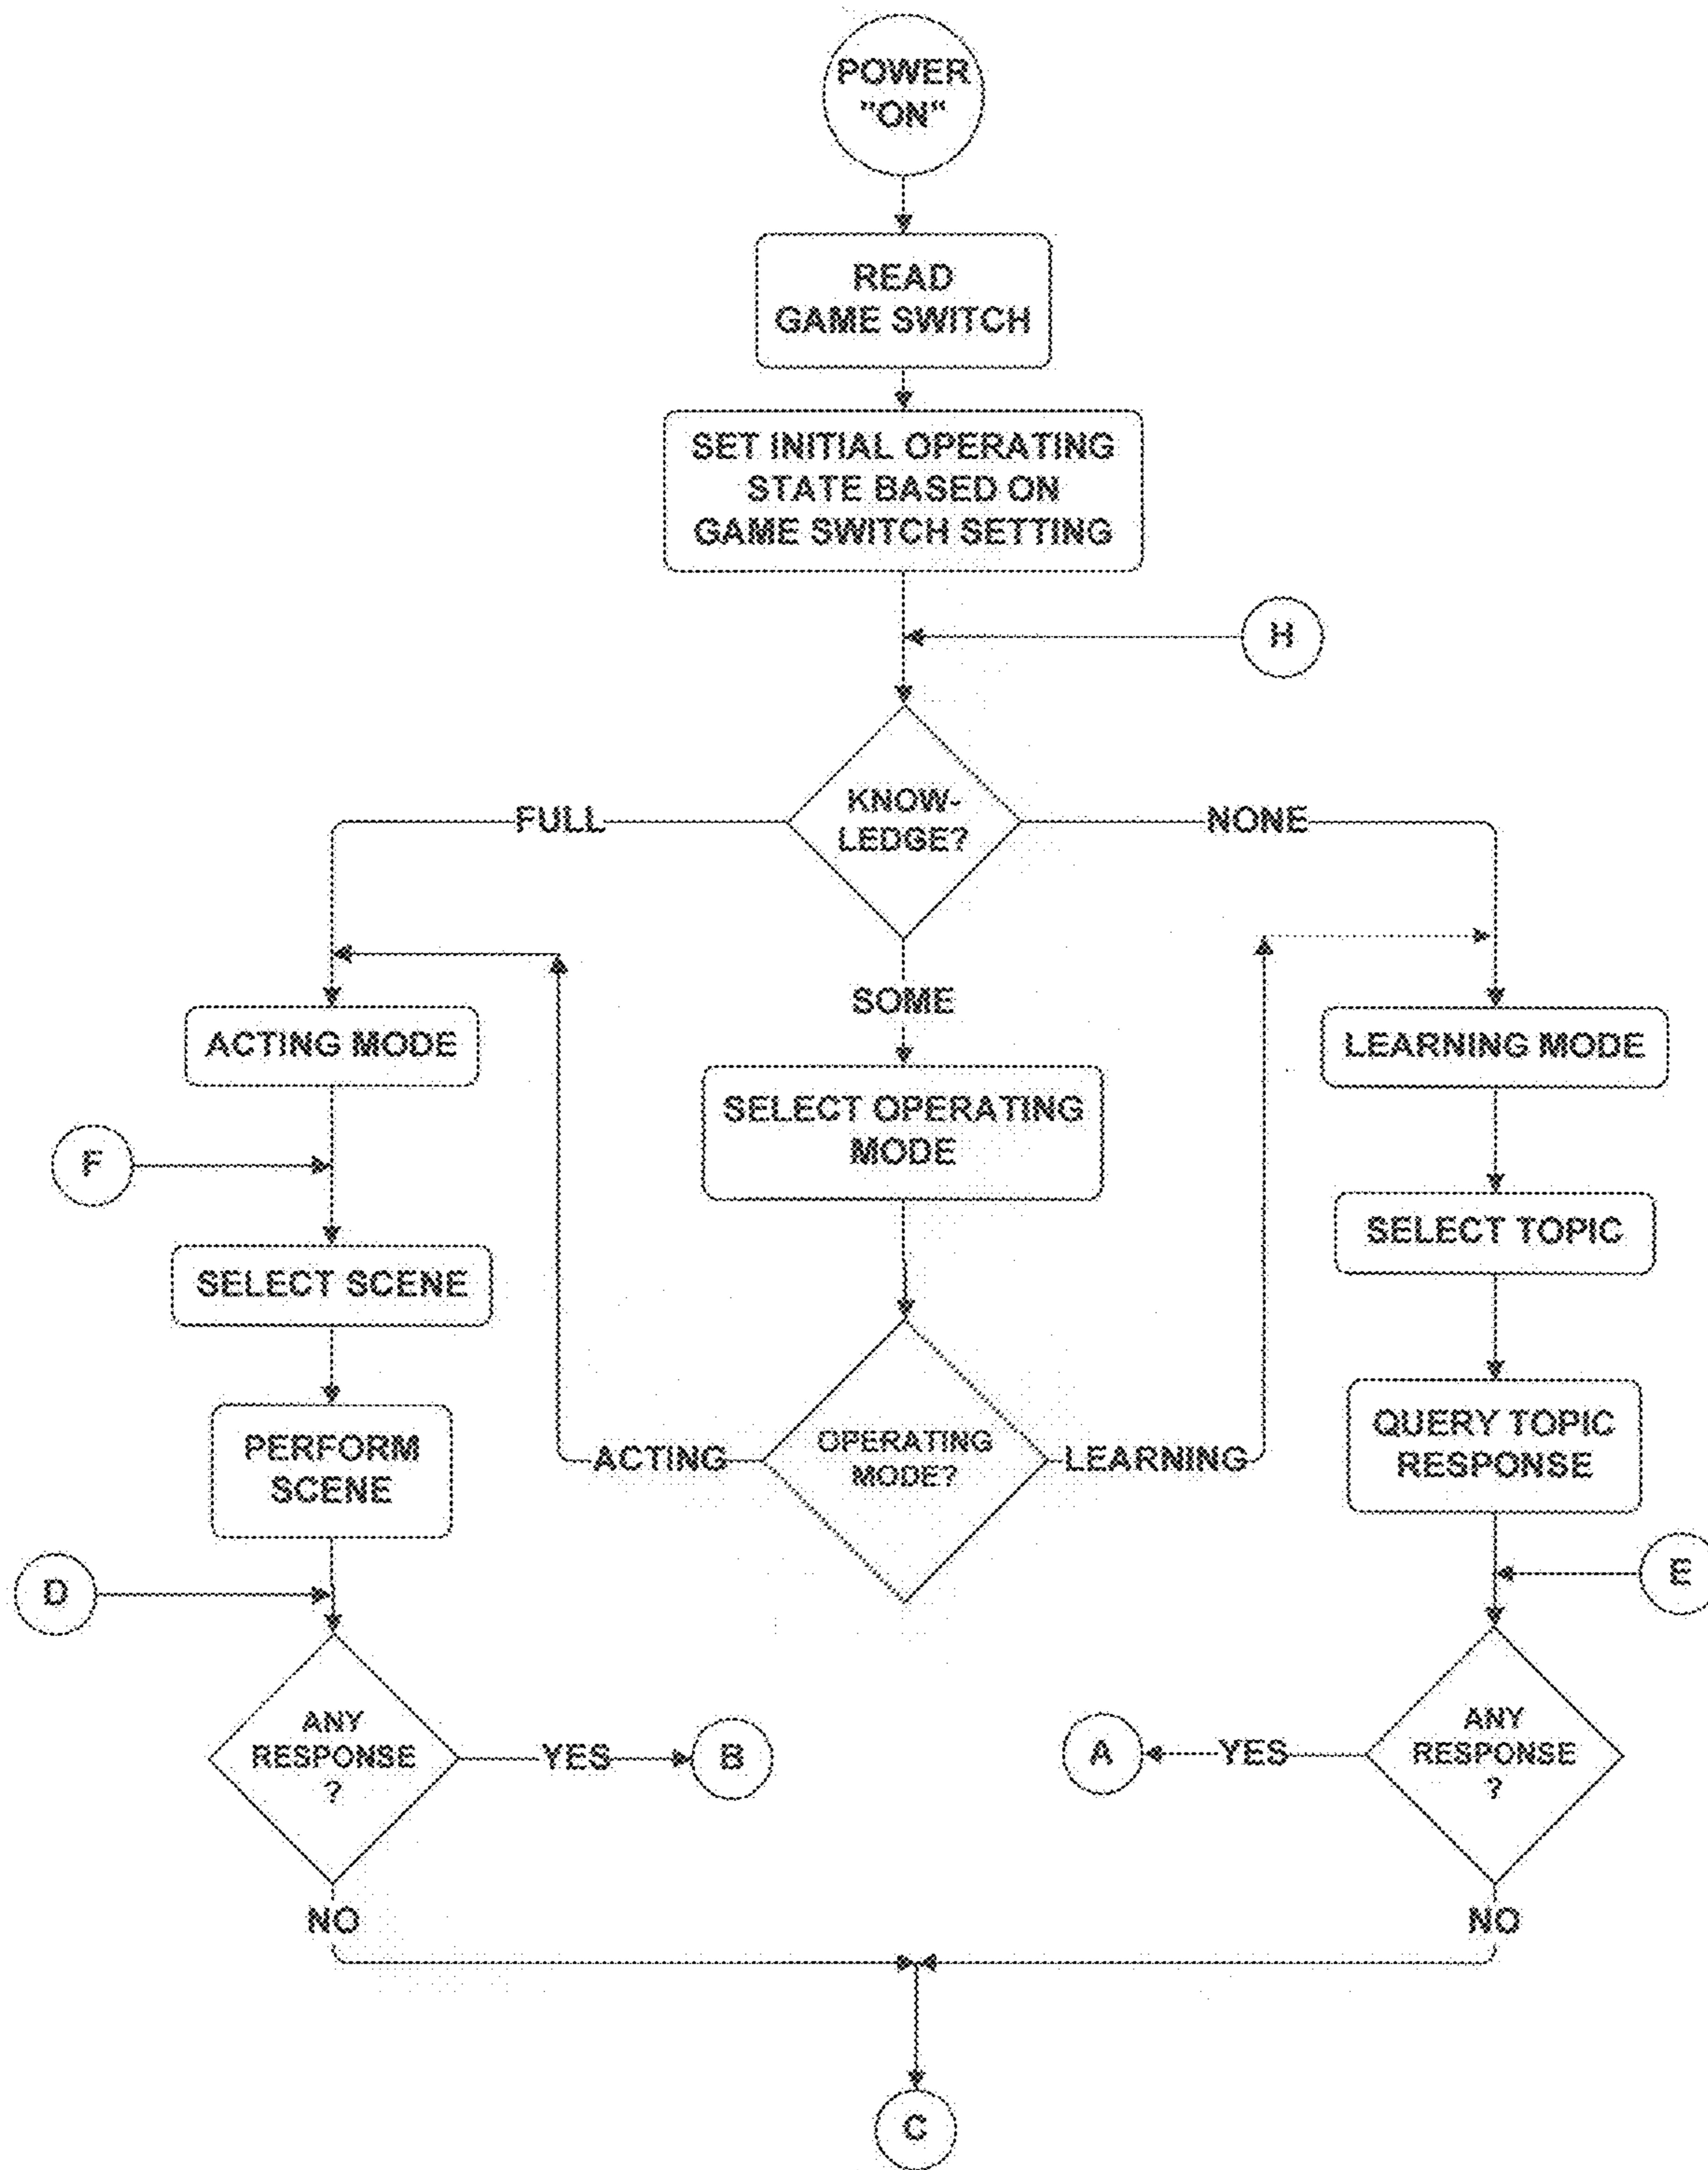 POWER
"ON"
READ
GAME SWITCH
SET INITIAL OPERATING
STATE BASED ON
GAME SWITCH SETTING
H
KNOW-
LEDGE?
FULL
NONE
SOME
ACTING MODE
LEARNING MODE
SELECT OPERATING
MODE
F
SELECT TOPIC
SELECT SCENE
PERFORM
SCENE
ACTING
OPERATING
MODE?
LEARNING
QUERY TOPIC
RESPONSE
D
E
ANY
RESPONSE
?
YES
B
A
YES
ANY
RESPONSE
?
NO
NO
C